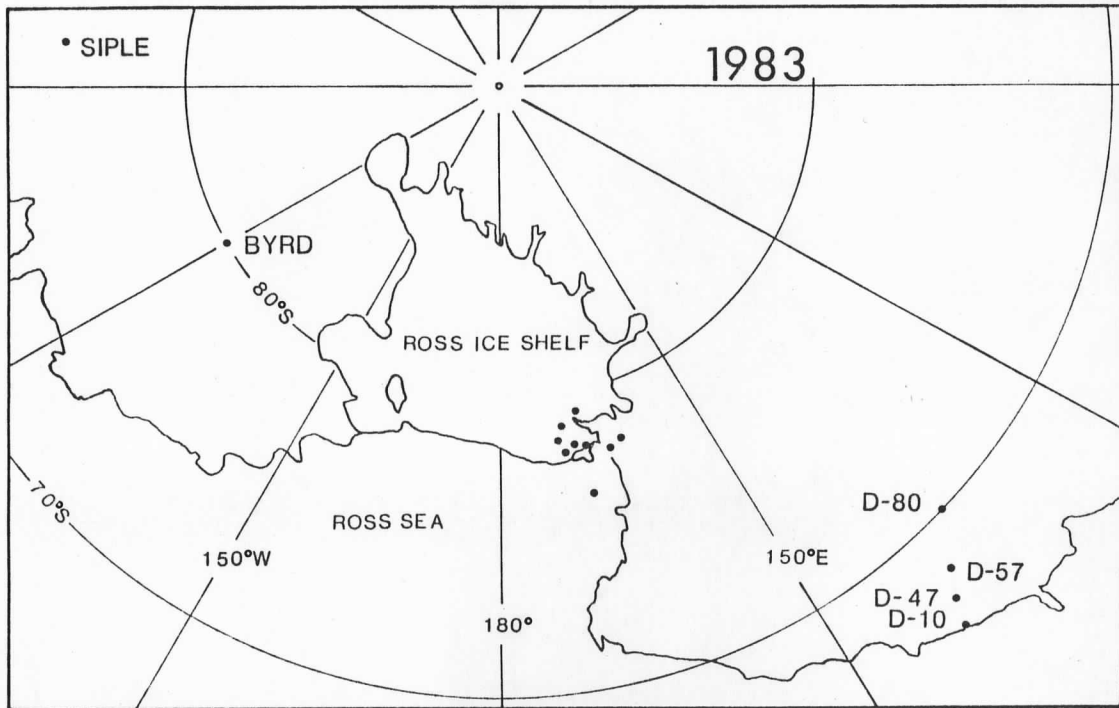 SIPLE
1983
BYRD
80°S
ROSS ICE SHELF
70°S
ROSS SEA
D-80
150°W
150°E
D-57
D-47
D-10
180°